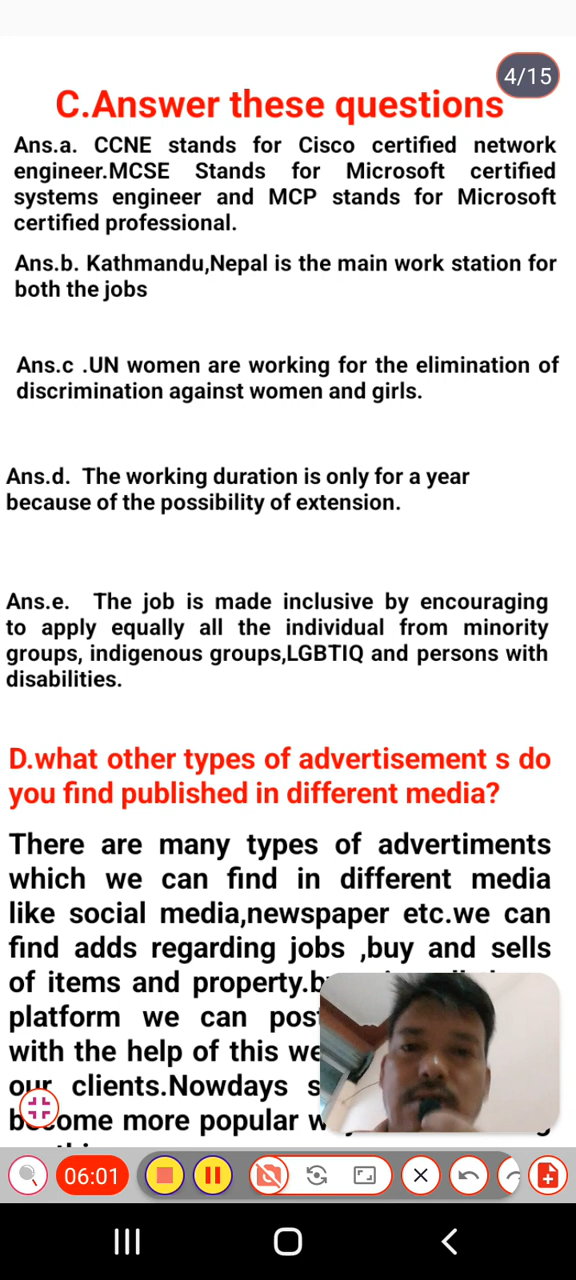 4/15
C.Answer these questions
Ans.a. CCNE stands for Cisco certified network
engineer.MCSE Stands for Microsoft certified
systems engineer and MCP stands for Microsoft
certified professional.
Ans.b. Kathmandu,Nepal is the main work station for
both the jobs
Ans.c .UN women are working for the elimination of
discrimination against women and girls.
Ans.d. The working duration is only for a year
because of the possibility of extension.
Ans.e. The job is made inclusive by encouraging
to apply equally all the individual from minority
groups, indigenous groups,LGBTIQ and persons with
disabilities.
D.what other types of advertisement s do
you find published in different media?
There are many types of advertiments
which we can find in different media
like social media,newspaper etc.we can
find adds regarding jobs ,buy and sells
of items and property.
platform we can
with the help of this
our clients.Nowdays
become more popular
06:01